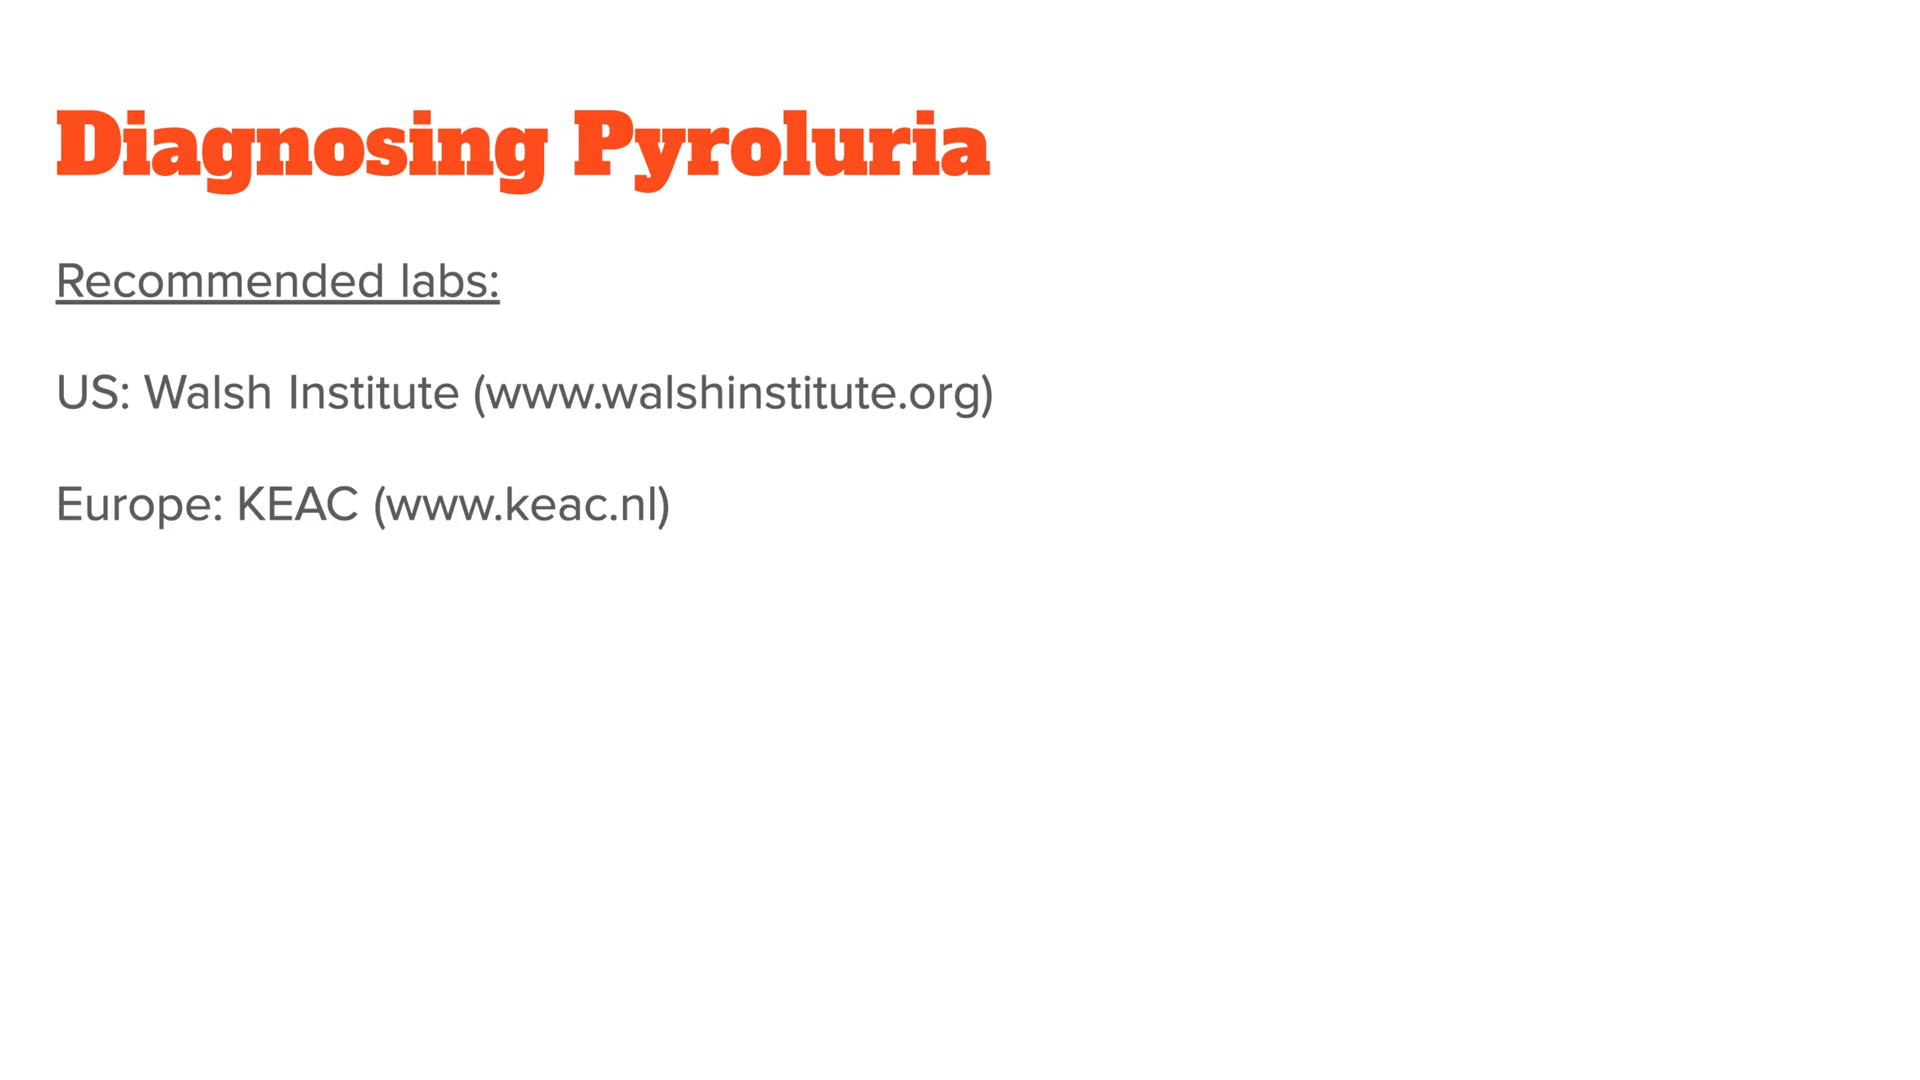 Diagnosing Pyroluria
Recommended labs:
US: Walsh Institute (www.walshinstitute.org)
Europe: KEAC (www.keac.nl)